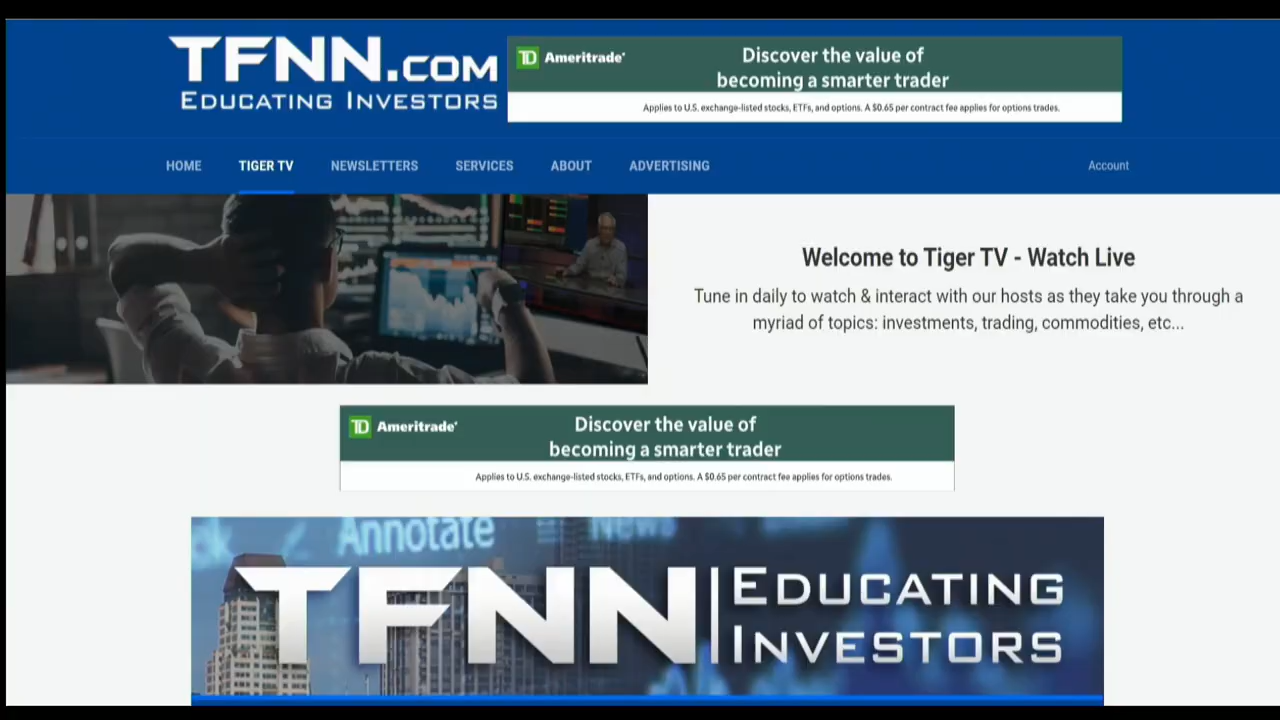 TFNN.COM
EDUCATING INVESTORS
TD Ameritrade
Discover the value of
becoming a smarter trader
Applies to U.S. exchange-listed stocks, ETFs, and options. A $0.65 per contract fee applies for options trades.
HOME TIGER TV NEWSLETTERS SERVICES ABOUT ADVERTISING Account
Welcome to Tiger TV - Watch Live
Tune in daily to watch & interact with our hosts as they take you through a
myriad of topics: investments, trading, commodities, etc...
TD Ameritrade
Discover the value of
becoming a smarter trader
Applies to U.S. exchange-listed stocks, ETFs, and options. A $0.65 per contract fee applies for options trades.
Annotate News
TFNN EDUCATING
INVESTORS